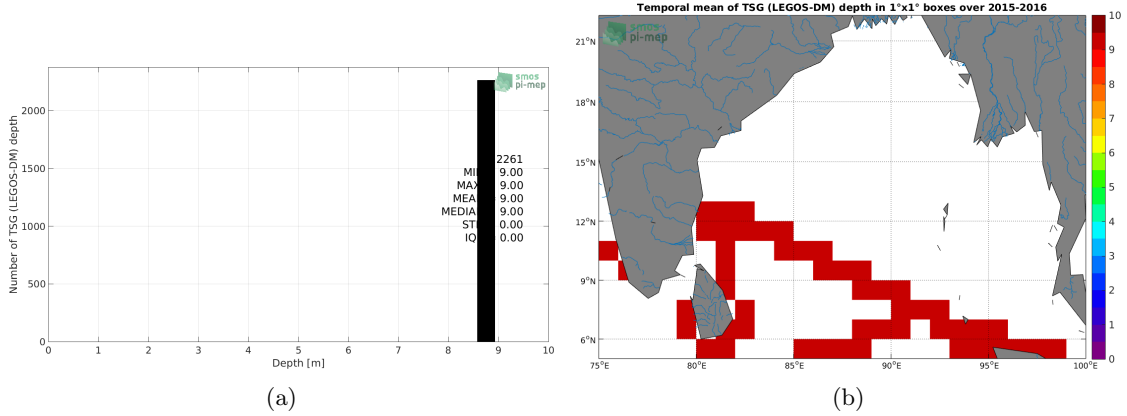 smos
pi-mep
2261
9.00
9.00
9.00
MEDIAN 9.00
0.00
0.00
2000
1500
1000
500
0
0 1 2 3 4 5 6 7 8 9 10
Number of TSG (LEGOS-DM) depth
Depth [m]
(a)
Temporal mean of TSG (LEGOS-DM) depth in 1°x1° boxes over 2015-2016
smos
pi-mep
21°N
18°N
15°N
12°N
9°N
6°N
75°E 80°E 85°E 90°E 95°E 100°E
10
9
8
7
6
5
4
3
2
1
0
(b)